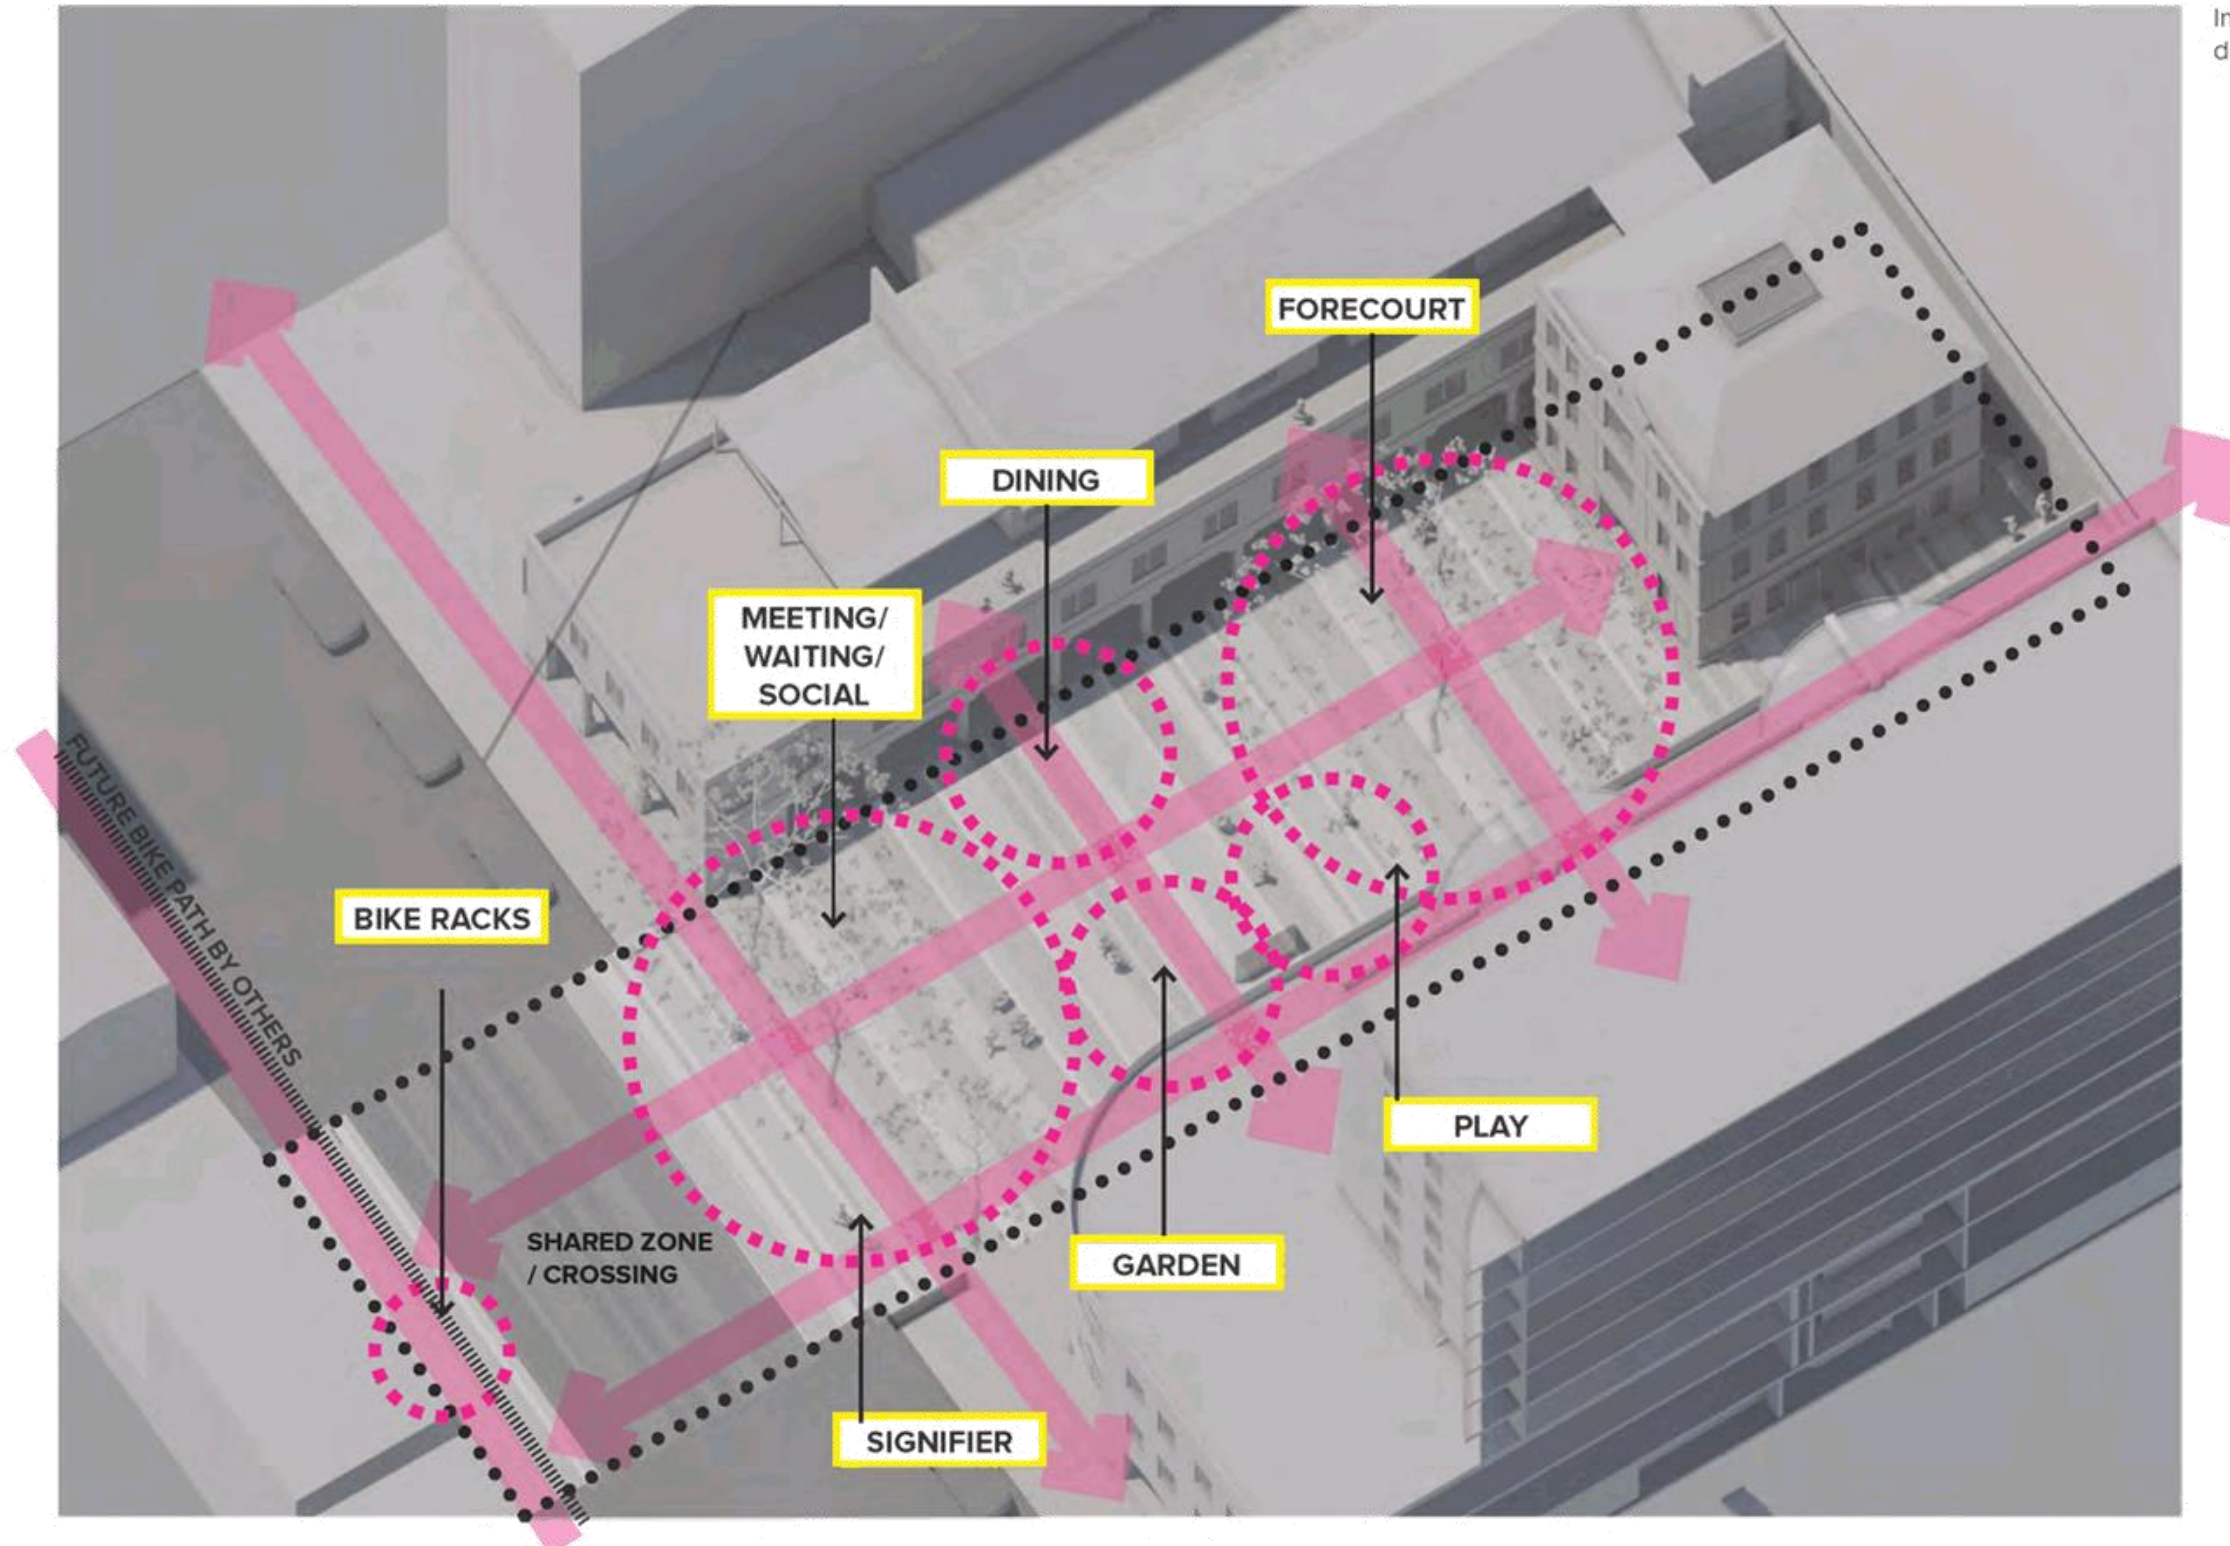 FORECOURT
DINING
MEETING/
WAITING/
SOCIAL
FUTURE BIKE PATH BY OTHERS
BIKE RACKS
PLAY
SHARED ZONE
/ CROSSING
GARDEN
SIGNIFIER